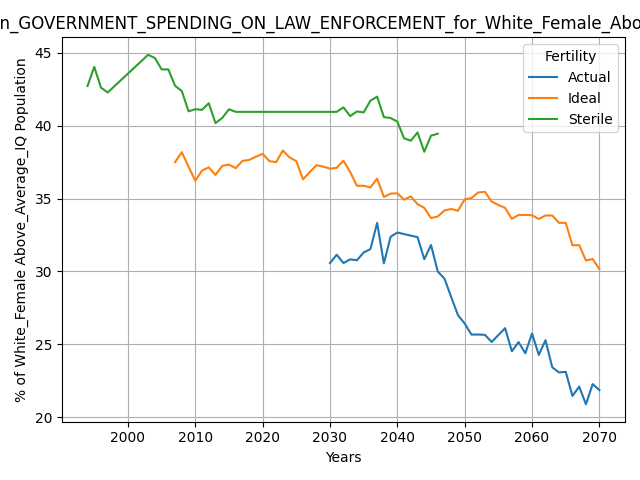 n_GOVERNMENT_SPENDING_ON_LAW_ENFORCEMENT_for_White_Female_Abo
% of White_Female Above_Average_IQ Population
45
40
35
30
25
20
Fertility
Actual
Ideal
Sterile
2000 2010 2020 2030 2040 2050 2060 2070
Years